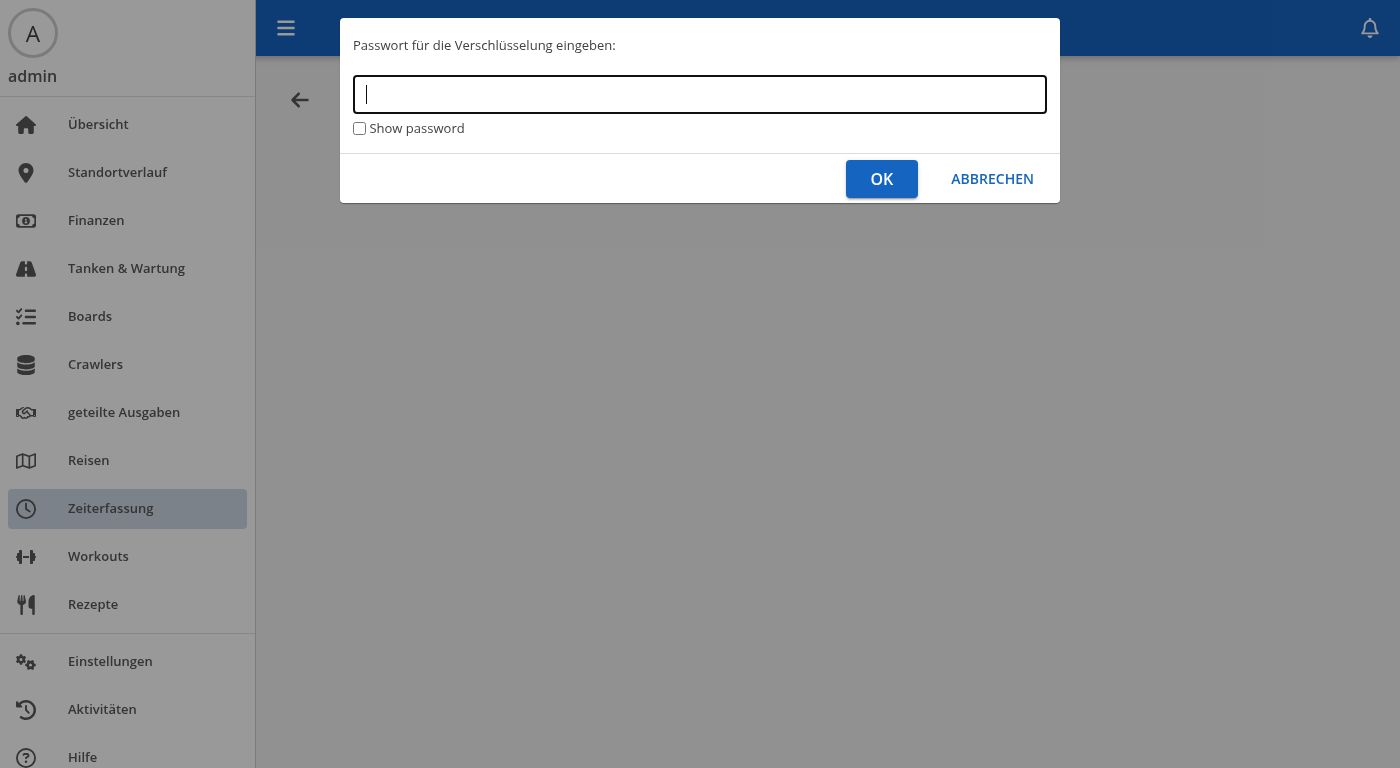 A
admin
Übersicht
Standortverlauf
Finanzen
Tanken & Wartung
Boards
Crawlers
geteilte Ausgaben
Reisen
Zeiterfassung
Workouts
Rezepte
Einstellungen
Aktivitäten
Hilfe
Passwort für die Verschlüsselung eingeben:
Show password
OK
ABBRECHEN